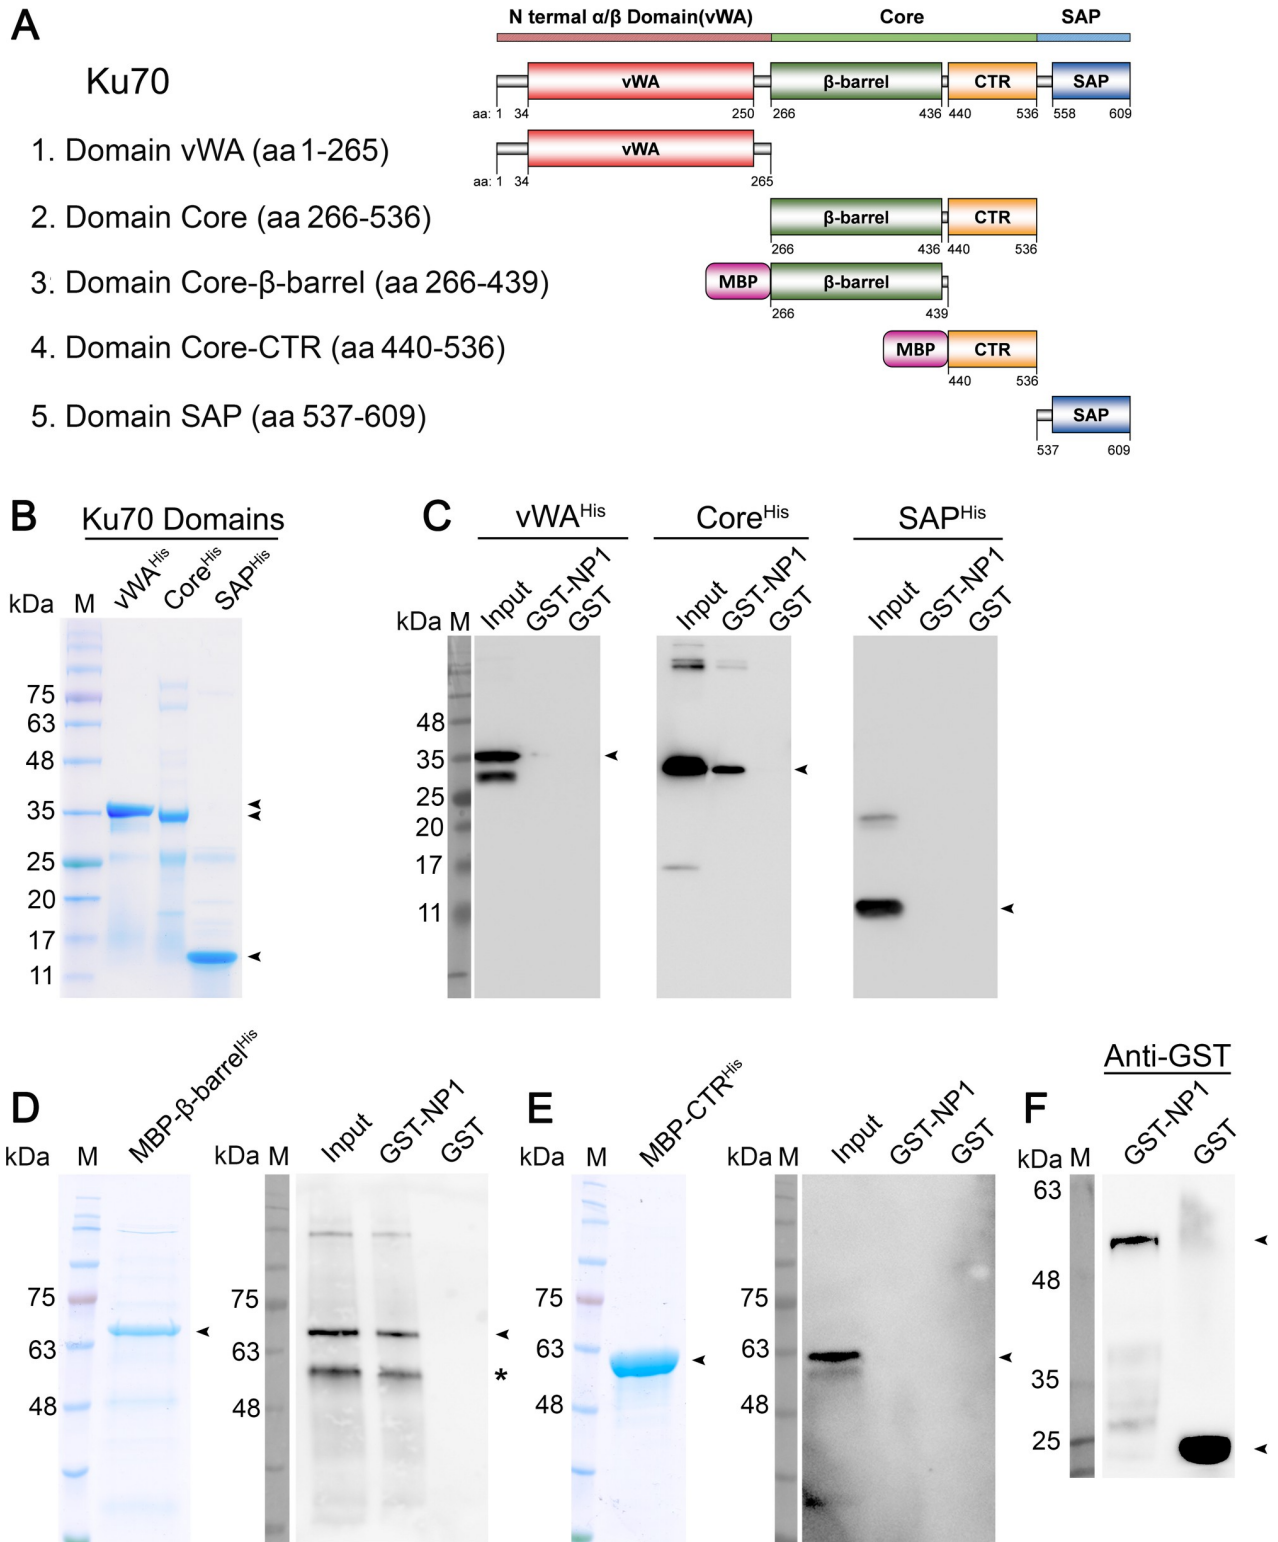 A
N termal α/β Domain(vWA) Core SAP
Ku70
vWA β-barrel CTR SAP
aa: 1 34 250 266 436 440 536 558 609
1. Domain vWA (aa 1-265)
vWA
aa: 1 34 265
2. Domain Core (aa 266-536)
β-barrel CTR
266 436 440 536
3. Domain Core-β-barrel (aa 266-439)
MBP β-barrel
266 439
4. Domain Core-CTR (aa 440-536)
MBP CTR
440 536
5. Domain SAP (aa 537-609)
SAP
537 609
B
Ku70 Domains
kDa M vWAHis CoreHis SAPHis
75
63
48
35
25
20
17
11
C
vWAHis CoreHis SAPHis
kDa M Input GST-NP1 GST Input GST-NP1 GST Input GST-NP1 GST
48
35
25
20
17
11
D
kDa M MBP-β-barrelHis
75
63
48
kDa M Input GST-NP1 GST
75
63
48
*
E
kDa M MBP-CTRHis
75
63
48
kDa M Input GST-NP1 GST
75
63
48
F
Anti-GST
kDa M GST-NP1 GST
63
48
35
25